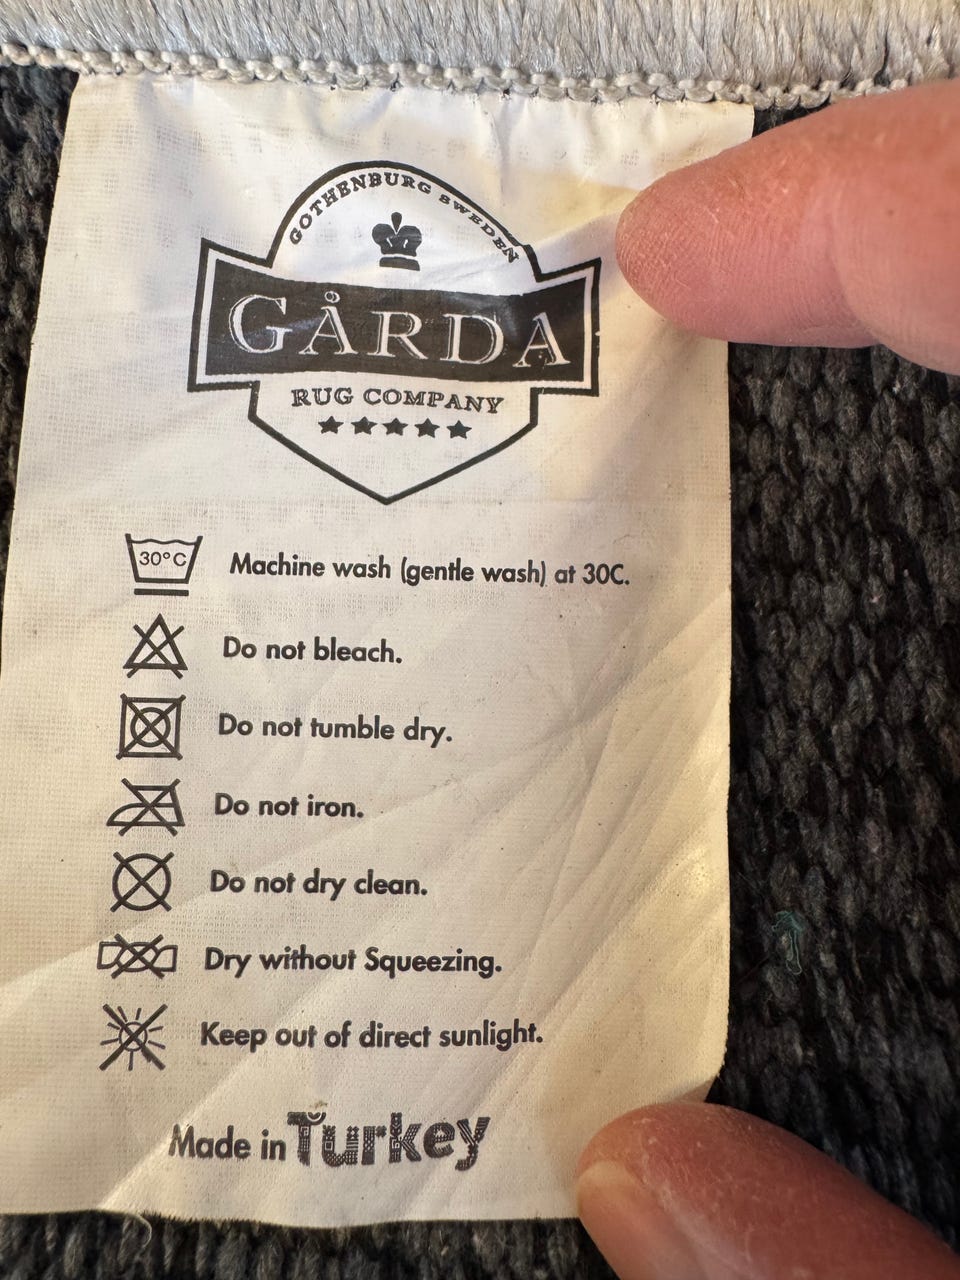 GOTHENBURG SWEDEN
GÅRDA
RUG COMPANY
30°C
Machine wash (gentle wash) at 30C.
Do not bleach.
Do not tumble dry.
Do not iron.
Do not dry clean.
Dry without Squeezing.
Keep out of direct sunlight.
Made in Turkey